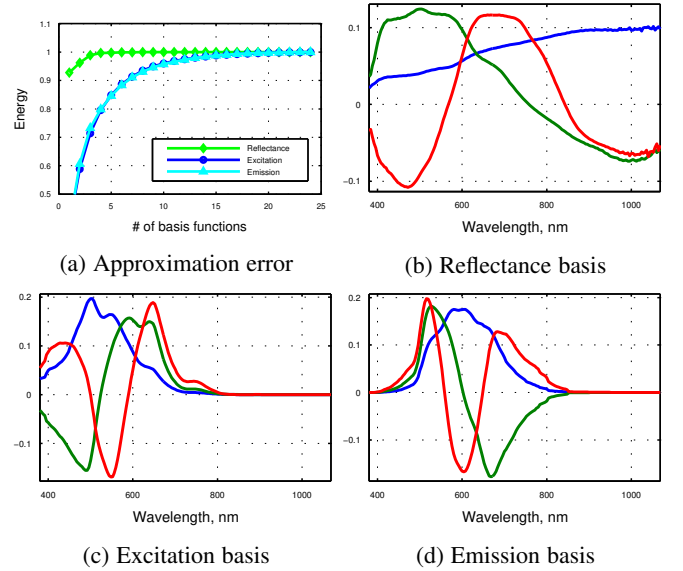 1.1
1
0.9
0.8
0.7
0.6
0.5
Energy
0 5 10 15 20 25
# of basis functions
Reflectance
Excitation
Emission
(a) Approximation error
0.1
0
−0.1
400 600 800 1000
Wavelength, nm
(b) Reflectance basis
0.2
0.1
0
−0.1
400 600 800 1000
Wavelength, nm
(c) Excitation basis
0.2
0.1
0
−0.1
400 600 800 1000
Wavelength, nm
(d) Emission basis